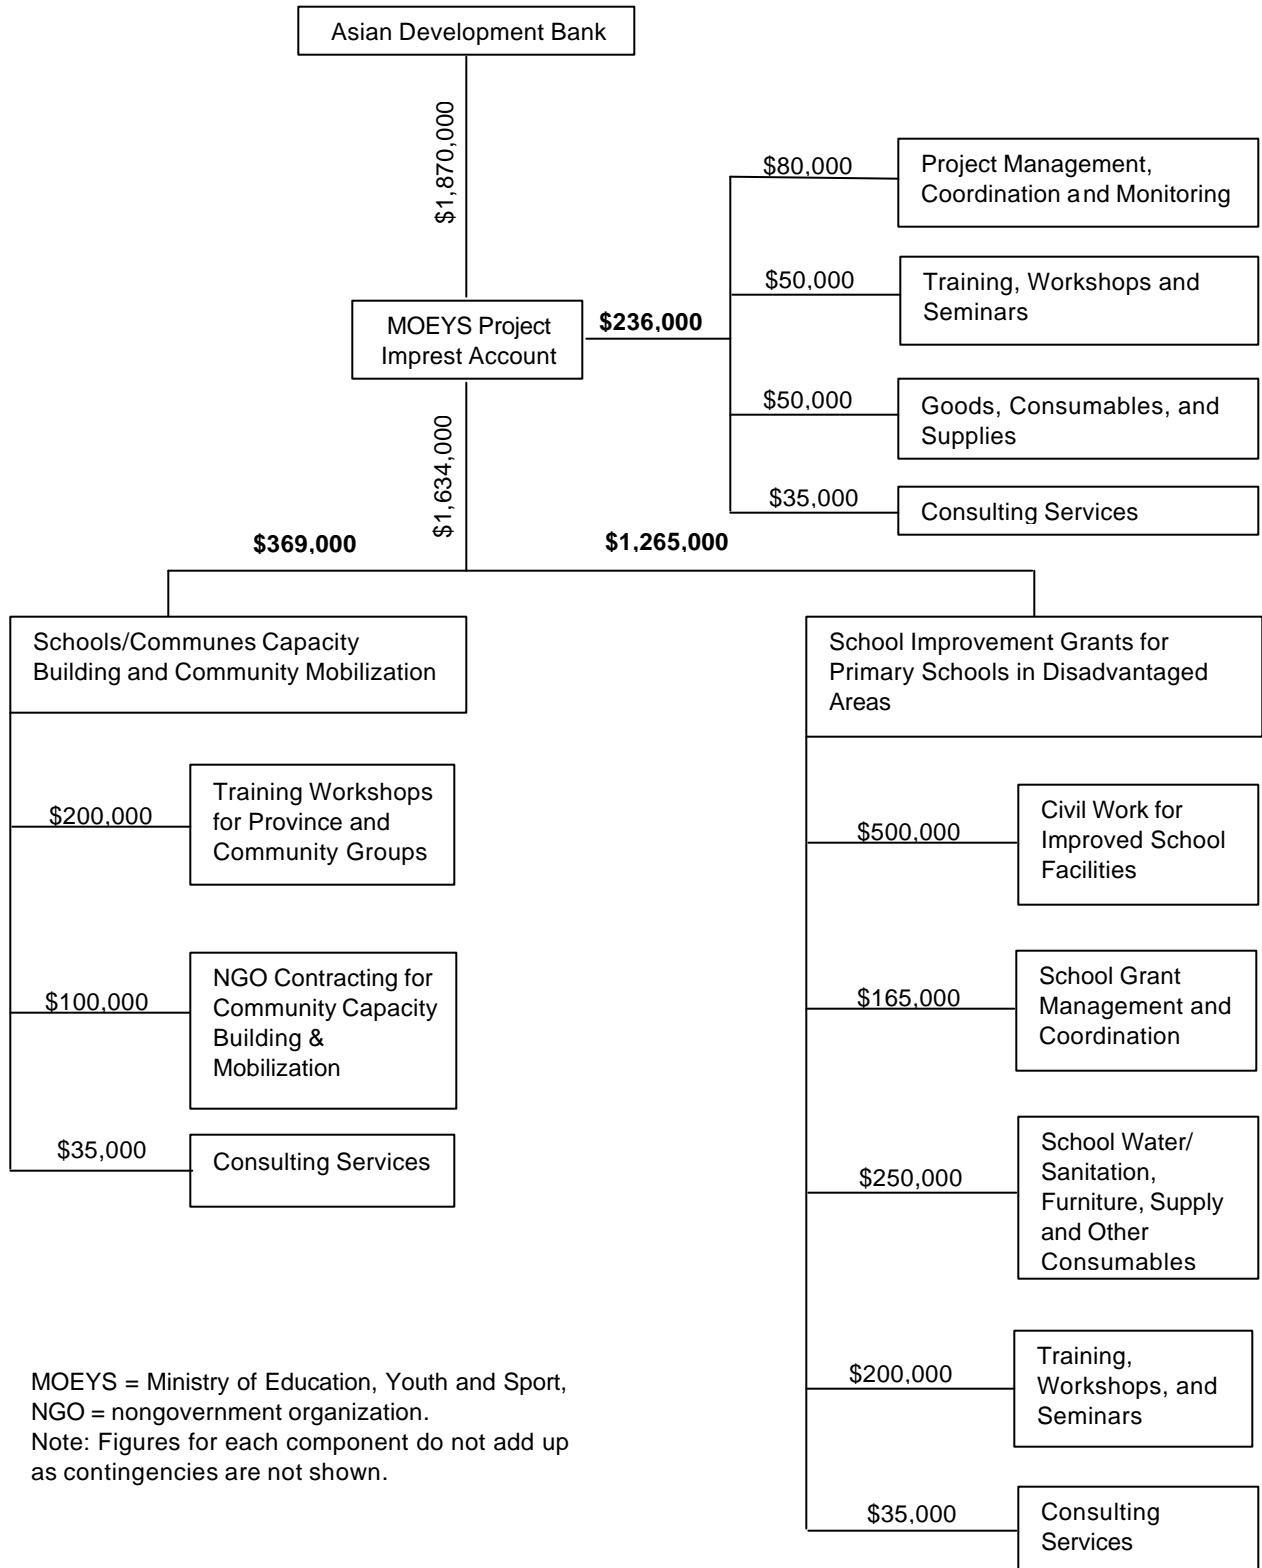 Asian Development Bank
$1,870,000
MOEYS Project
Imprest Account
$236,000
$80,000
Project Management,
Coordination and Monitoring
$50,000
Training, Workshops and
Seminars
$50,000
Goods, Consumables, and
Supplies
$35,000
Consulting Services
$1,634,000
$369,000
$1,265,000
Schools/Communes Capacity
Building and Community Mobilization
$200,000
Training Workshops
for Province and
Community Groups
$100,000
NGO Contracting for
Community Capacity
Building &
Mobilization
$35,000
Consulting Services
School Improvement Grants for
Primary Schools in Disadvantaged
Areas
$500,000
Civil Work for
Improved School
Facilities
$165,000
School Grant
Management and
Coordination
$250,000
School Water/
Sanitation,
Furniture, Supply
and Other
Consumables
$200,000
Training,
Workshops, and
Seminars
$35,000
Consulting
Services
MOEYS = Ministry of Education, Youth and Sport,
NGO = nongovernment organization.
Note: Figures for each component do not add up
as contingencies are not shown.